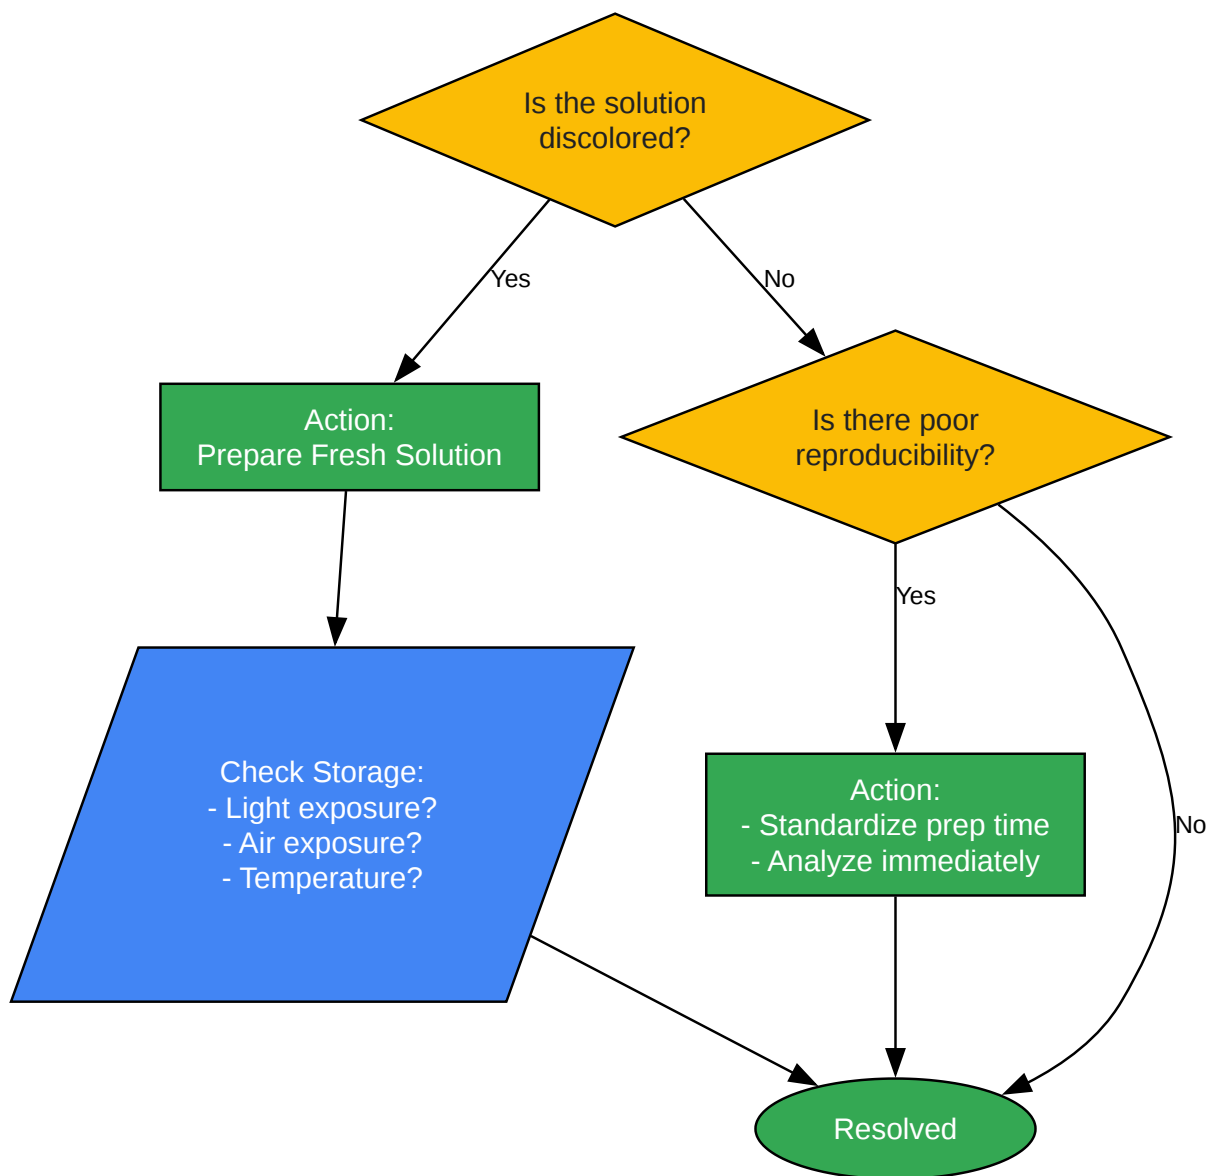 Is the solution
discolored?
Yes
No
Action:
Prepare Fresh Solution
Is there poor
reproducibility?
Yes
Check Storage:
- Light exposure?
- Air exposure?
- Temperature?
Action:
- Standardize prep time
- Analyze immediately
No
Resolved